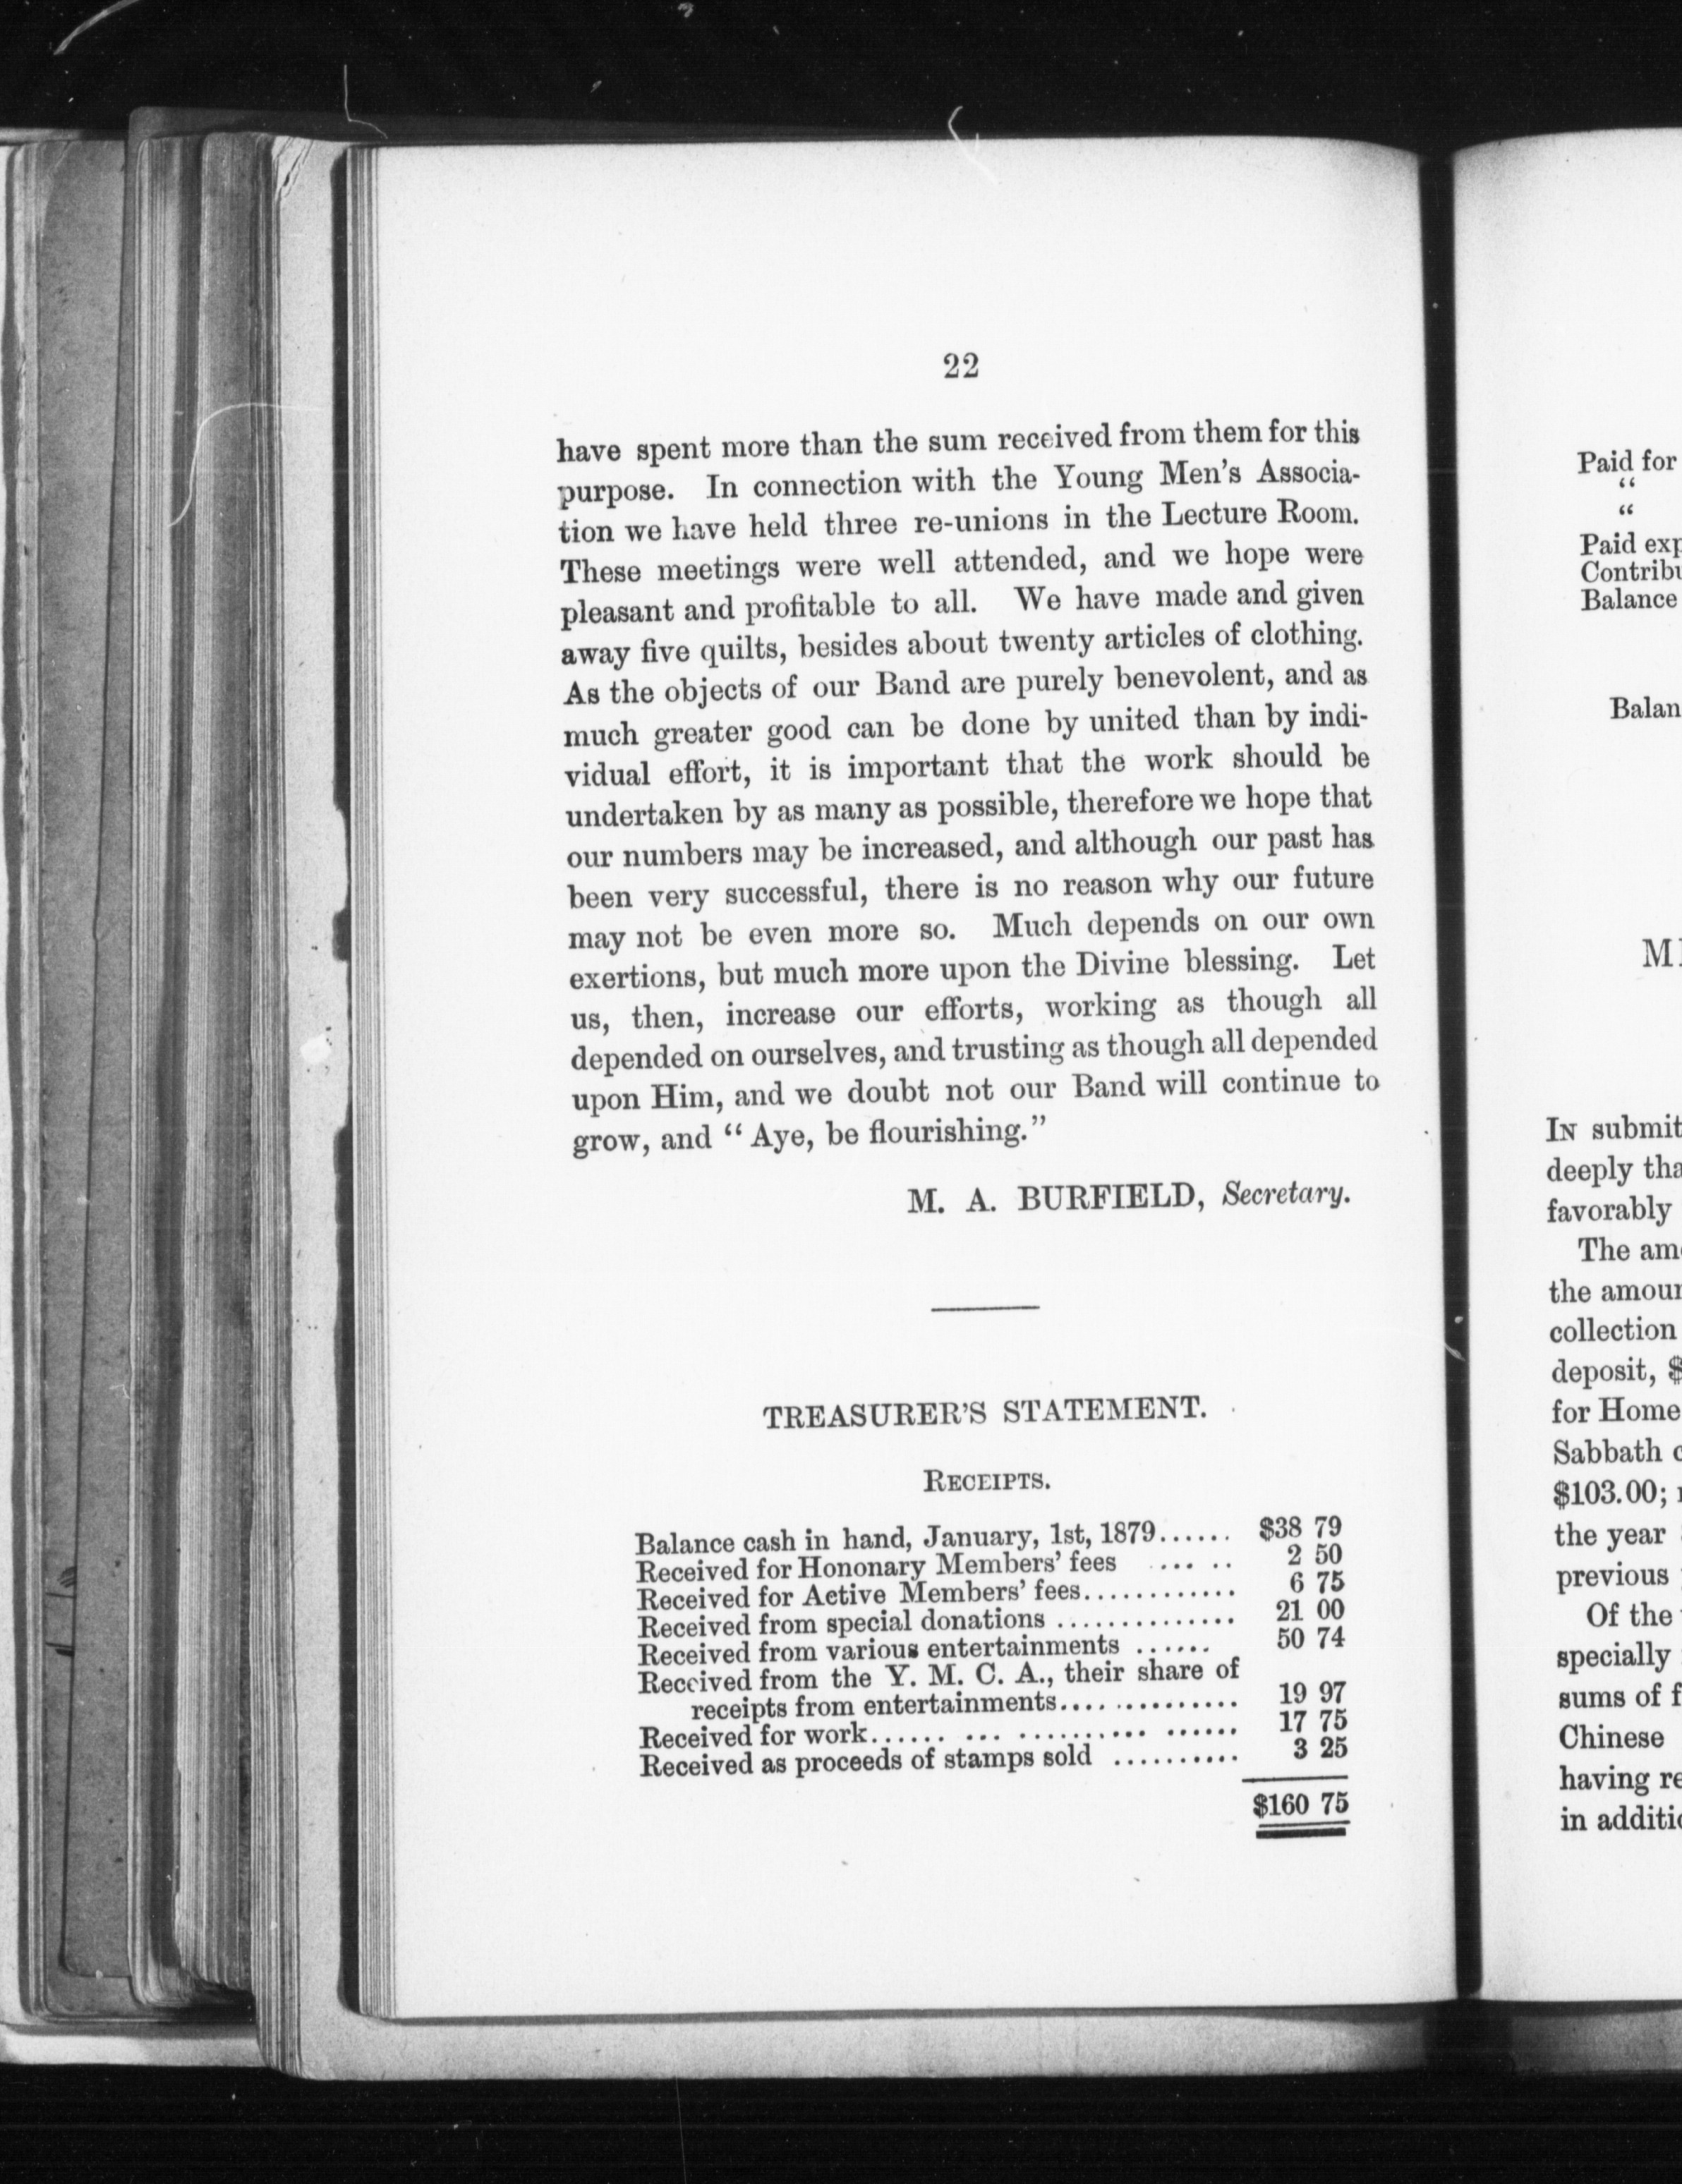 22
have spent more than the sum received from them for this
purpose. In connection with the Young Men's Associa-
tion we have held three re-unions in the Lecture Room.
These meetings were well attended, and we hope were
pleasant and profitable to all. We have made and given
away five quilts, besides about twenty articles of clothing.
As the objects of our Band are purely benevolent, and as
much greater good can be done by united than by indi-
vidual effort, it is important that the work should be
undertaken by as many as possible, therefore we hope that
our numbers may be increased, and although our past has
been very successful, there is no reason why our future
may not be even more so. Much depends on our own
exertions, but much more upon the Divine blessing. Let
us, then, increase our efforts, working as though all
depended on ourselves, and trusting as though all depended
upon Him, and we doubt not our Band will continue to
grow, and "Aye, be flourishing."
M. A. BURFIELD, Secretary.
TREASURER'S STATEMENT.
RECEIPTS.
Balance cash in hand, January, 1st, 1879...... $38 79
Received for Hononary Members' fees ... .. 2 50
Received for Active Members' fees............ 6 75
Received from special donations .............. 21 00
Received from various entertainments ...... 50 74
Received from the Y. M. C. A., their share of
receipts from entertainments............... 19 97
Received for work...... ... .......... ...... 17 75
Received as proceeds of stamps sold .......... 3 25
$160 75
Paid for
“
“
Paid
Balance
IN
deeply
favorably
The
the
collection
deposit,
for Home
Sabbath
$103.00;
the year
previous
Of the
specially
sums of
Chinese
having
in